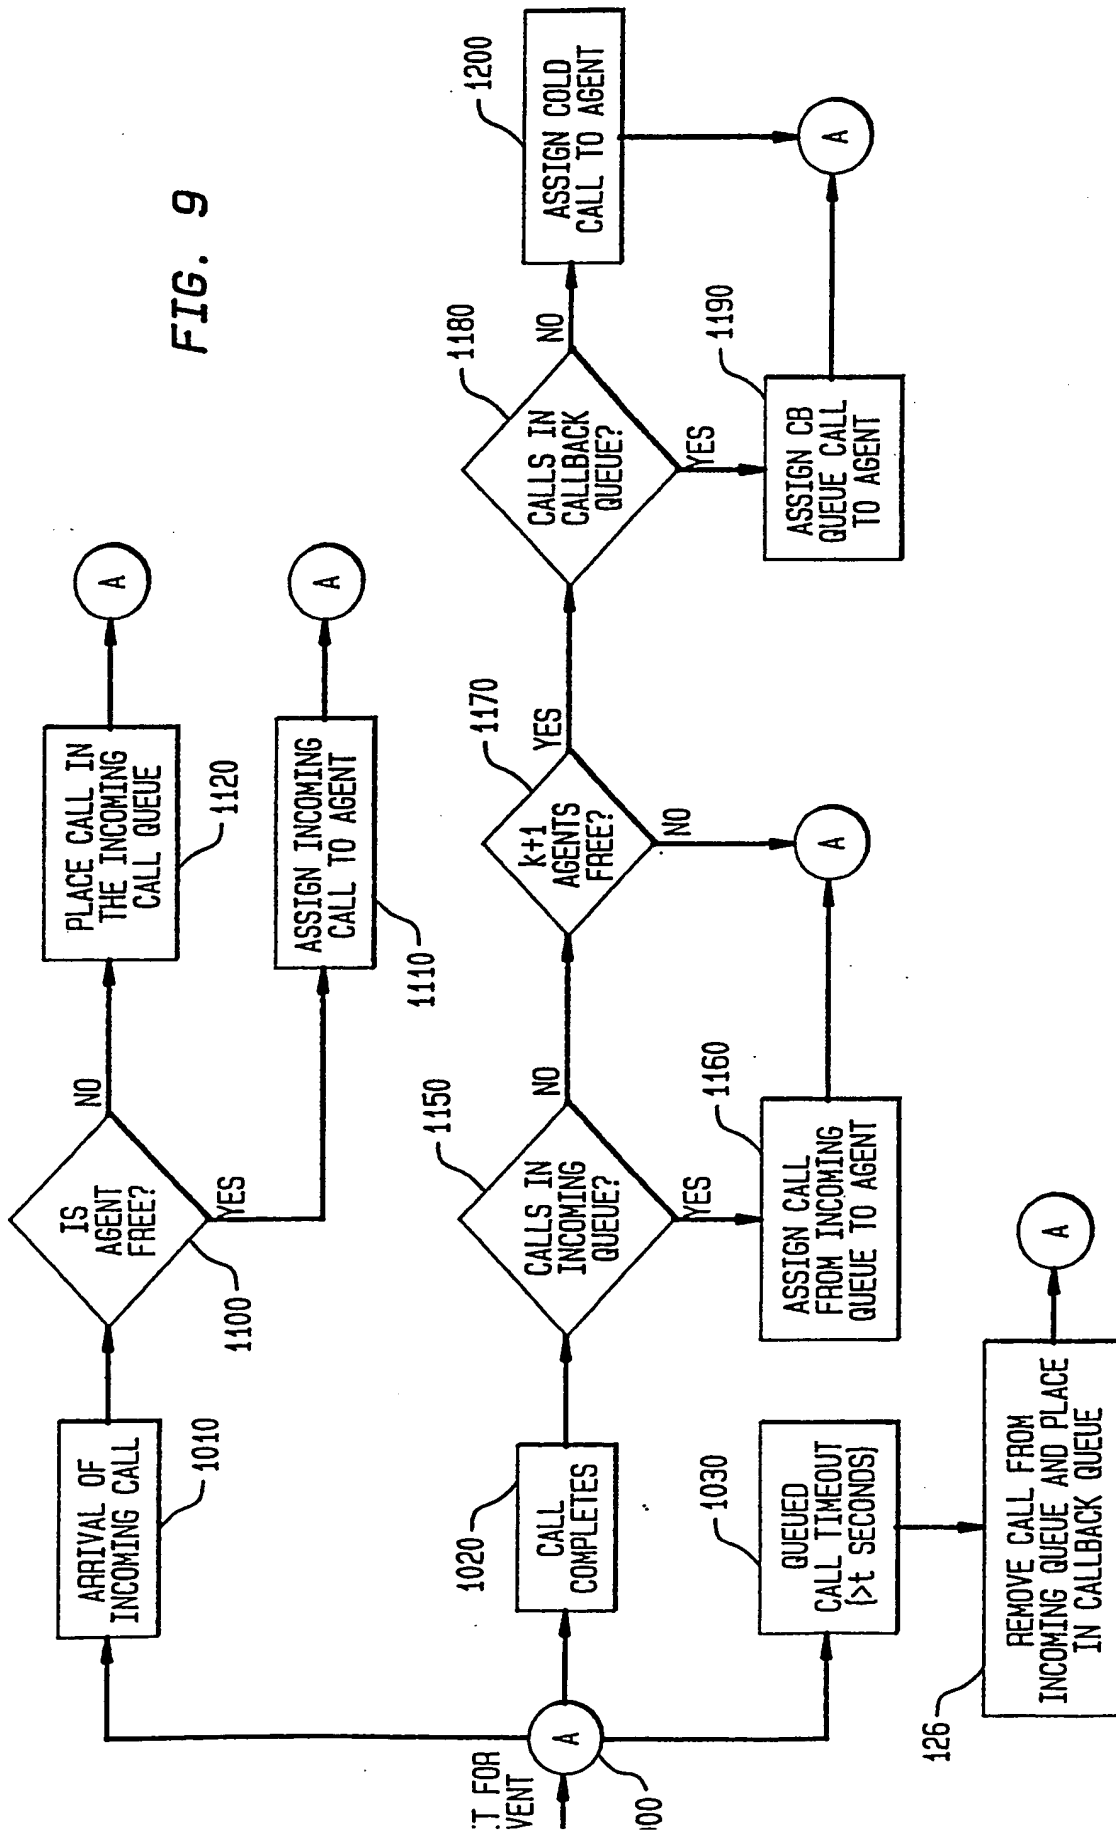 FIG. 9
ARRIVAL OF
INCOMING CALL
1010
IS
AGENT
FREE?
1100
NO
YES
PLACE CALL IN
THE INCOMING
CALL QUEUE
1120
A
ASSIGN INCOMING
CALL TO AGENT
1110
A
FOR
A
CALL
COMPLETES
1020
CALLS IN
INCOMING
QUEUE?
1150
NO
YES
ASSIGN CALL
FROM INCOMING
QUEUE TO AGENT
1160
k+1
AGENTS
FREE?
1170
YES
NO
A
CALLS IN
CALLBACK
QUEUE?
1180
NO
YES
ASSIGN COLD
CALL TO AGENT
1200
ASSIGN CB
QUEUE CALL
TO AGENT
1190
A
QUEUED
CALL TIMEOUT
(>t SECONDS)
1030
REMOVE CALL FROM
INCOMING QUEUE AND PLACE
IN CALLBACK QUEUE
126
A